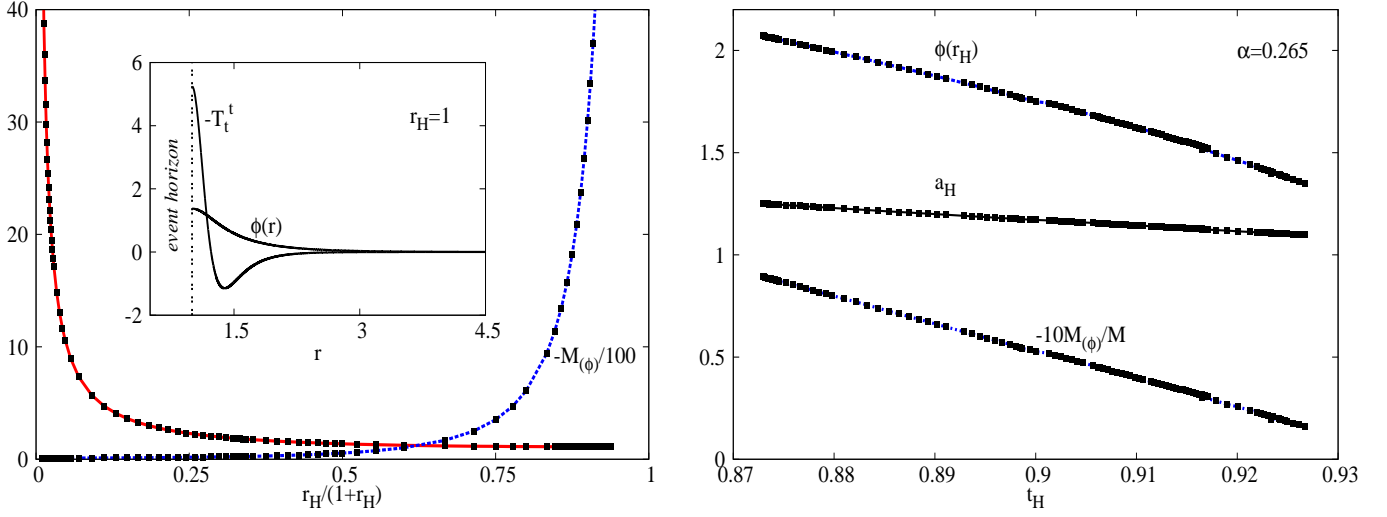 40
30
20
10
0
0
0.25
0.5
0.75
1
r_H/(1+r_H)
-M_(ϕ)/100
6
4
2
0
-2
1.5
3
4.5
r
event horizon
-T_t^t
r_H=1
ϕ(r)
2
1.5
1
0.5
0
0.87
0.88
0.89
0.9
0.91
0.92
0.93
t_H
ϕ(r_H)
α=0.265
a_H
-10M_(ϕ)/M